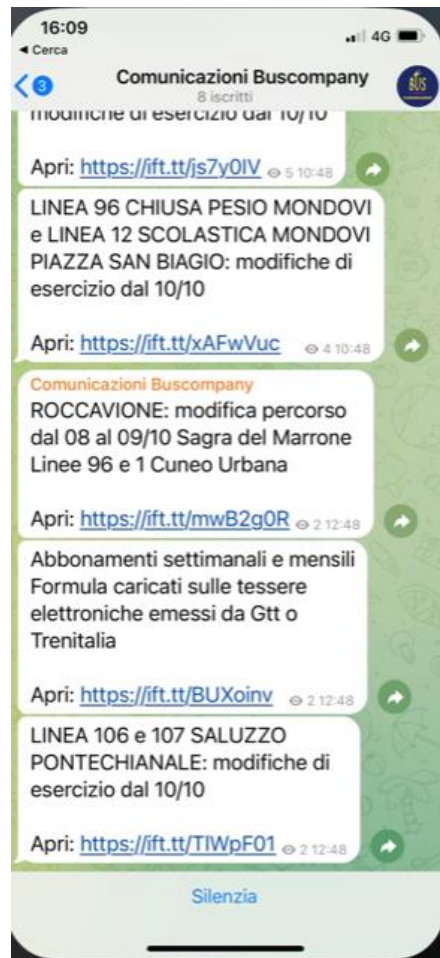 16:09
4G
◂ Cerca
3
Comunicazioni Buscompany
8 iscritti
BUS
modifiche di esercizio dal 10/10
Apri: https://ift.tt/js7y0IV 5 10:48
LINEA 96 CHIUSA PESIO MONDOVI
e LINEA 12 SCOLASTICA MONDOVI
PIAZZA SAN BIAGIO: modifiche di
esercizio dal 10/10
Apri: https://ift.tt/xAFwVuc 4 10:48
Comunicazioni Buscompany
ROCCAVIONE: modifica percorso
dal 08 al 09/10 Sagra del Marrone
Linee 96 e 1 Cuneo Urbana
Apri: https://ift.tt/mwB2g0R 2 12:48
Abbonamenti settimanali e mensili
Formula caricati sulle tessere
elettroniche emessi da Gtt o
Trenitalia
Apri: https://ift.tt/BUXoinv 2 12:48
LINEA 106 e 107 SALUZZO
PONTECHIANALE: modifiche di
esercizio dal 10/10
Apri: https://ift.tt/TIWpF01 2 12:48
Silenzia